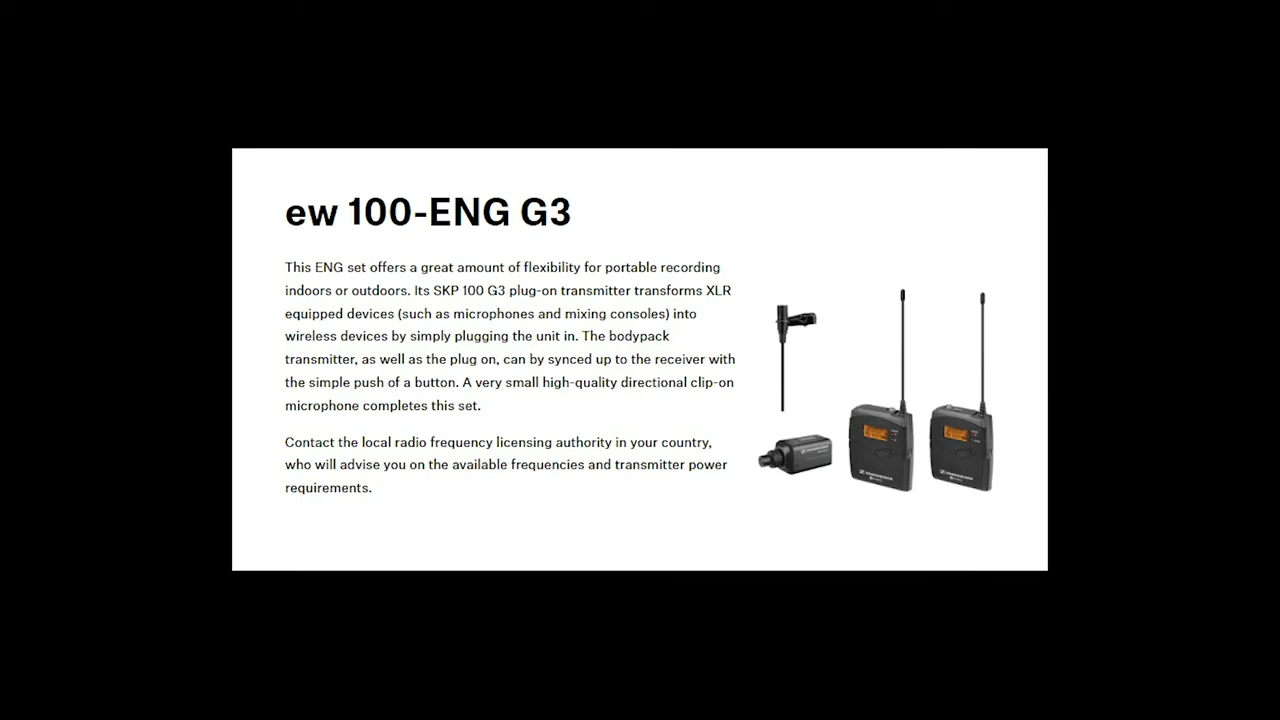 ew 100-ENG G3
This ENG set offers a great amount of flexibility for portable recording
indoors or outdoors. Its SKP 100 G3 plug-on transmitter transforms XLR
equipped devices (such as microphones and mixing consoles) into
wireless devices by simply plugging the unit in. The bodypack
transmitter, as well as the plug on, can by synced up to the receiver with
the simple push of a button. A very small high-quality directional clip-on
microphone completes this set.
Contact the local radio frequency licensing authority in your country,
who will advise you on the available frequencies and transmitter power
requirements.